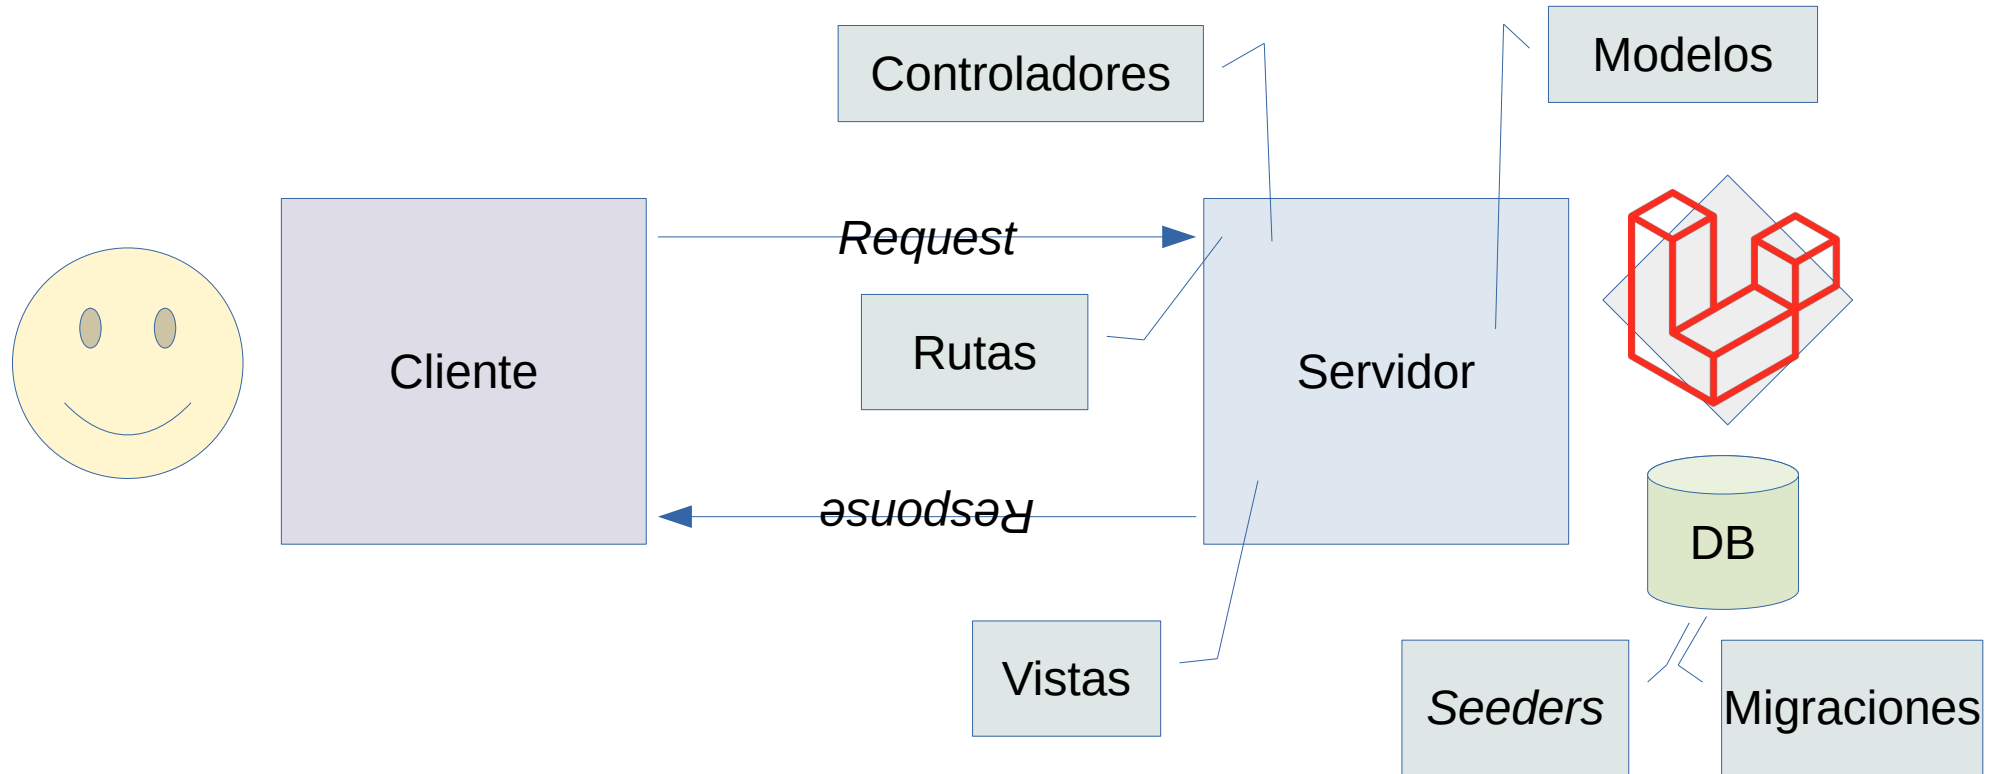 Controladores
Modelos
Request
Cliente
Rutas
Servidor
Response
DB
Vistas
Seeders
Migraciones